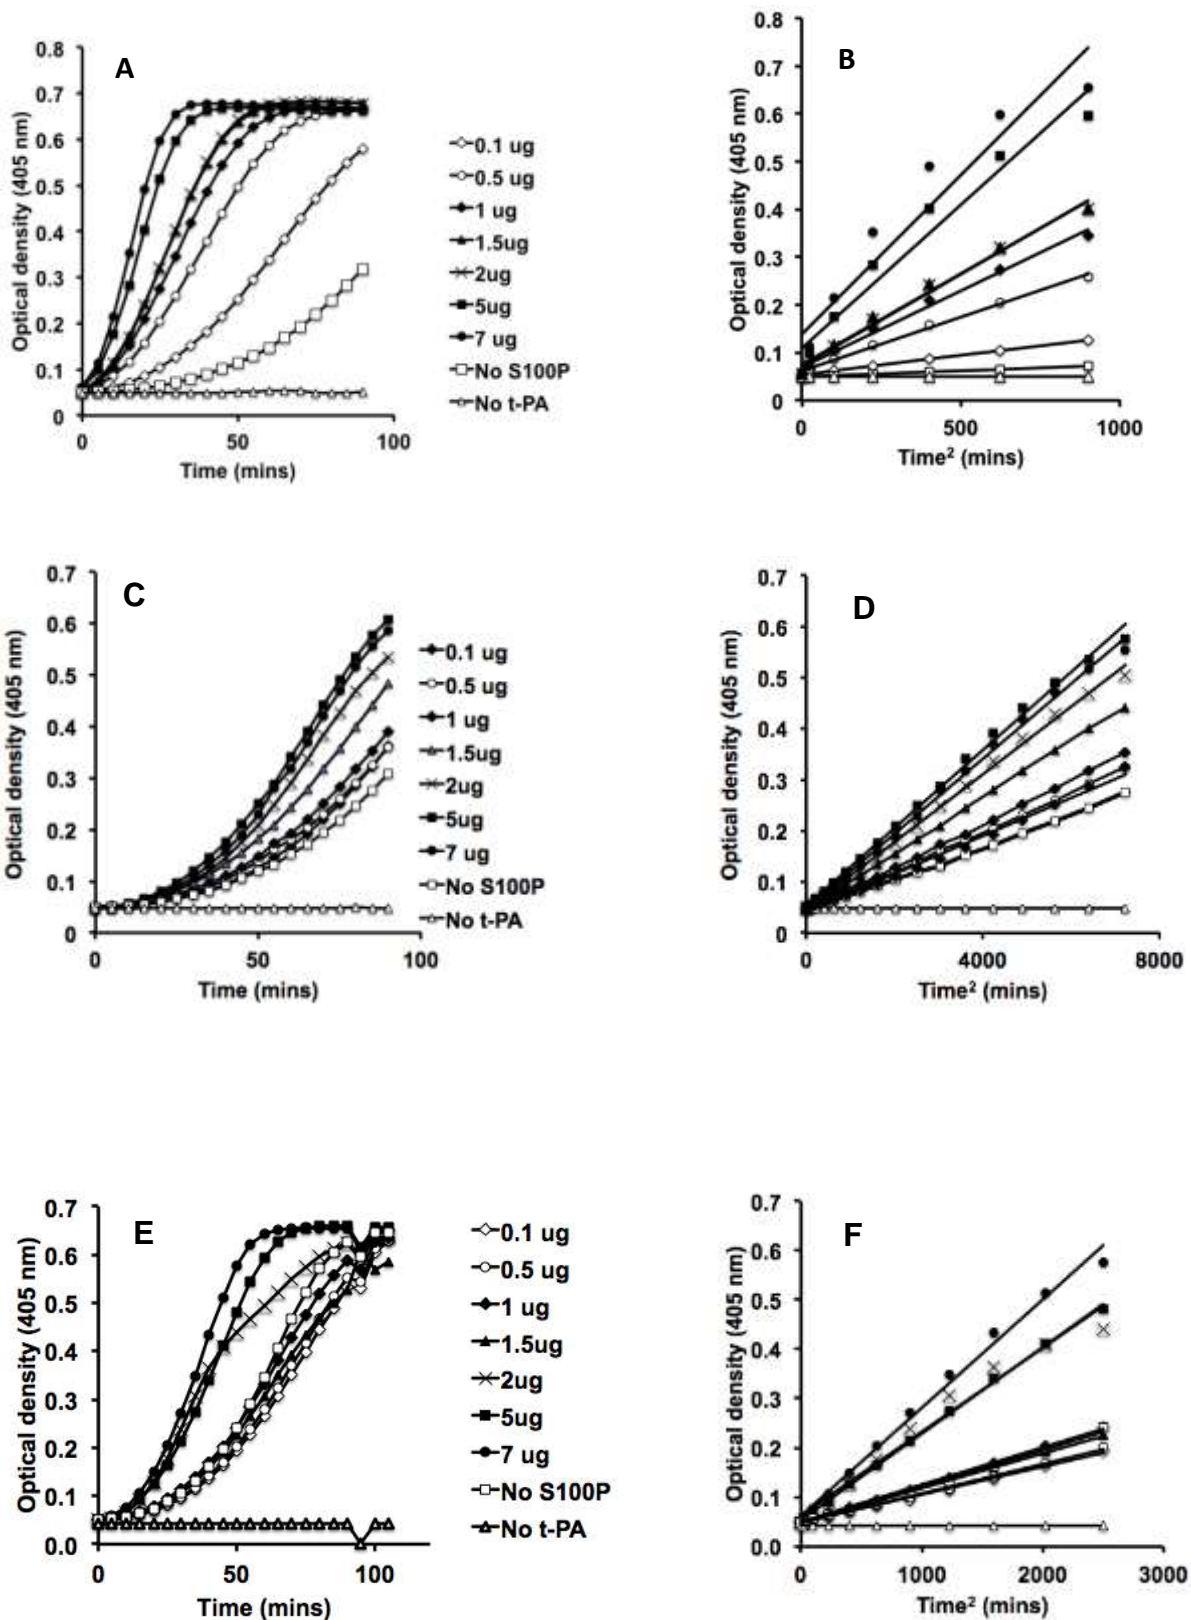 A
0.8
0.7
0.6
0.5
0.4
0.3
0.2
0.1
0
Optical density (405 nm)
0 50 100
Time (mins)
0.1 ug
0.5 ug
1 ug
1.5ug
2ug
5ug
7 ug
No S100P
No t-PA
B
0.8
0.7
0.6
0.5
0.4
0.3
0.2
0.1
0
Optical density (405 nm)
0 500 1000
Time² (mins)
C
0.7
0.6
0.5
0.4
0.3
0.2
0.1
0
Optical density (405 nm)
0 50 100
Time (mins)
0.1 ug
0.5 ug
1 ug
1.5ug
2ug
5ug
7 ug
No S100P
No t-PA
D
0.7
0.6
0.5
0.4
0.3
0.2
0.1
0
Optical density (405 nm)
0 4000 8000
Time² (mins)
E
0.7
0.6
0.5
0.4
0.3
0.2
0.1
0.0
Optical density (405 nm)
0 50 100
Time (mins)
0.1 ug
0.5 ug
1 ug
1.5ug
2ug
5ug
7 ug
No S100P
No t-PA
F
0.7
0.6
0.5
0.4
0.3
0.2
0.1
0.0
Optical density (405 nm)
0 1000 2000 3000
Time² (mins)